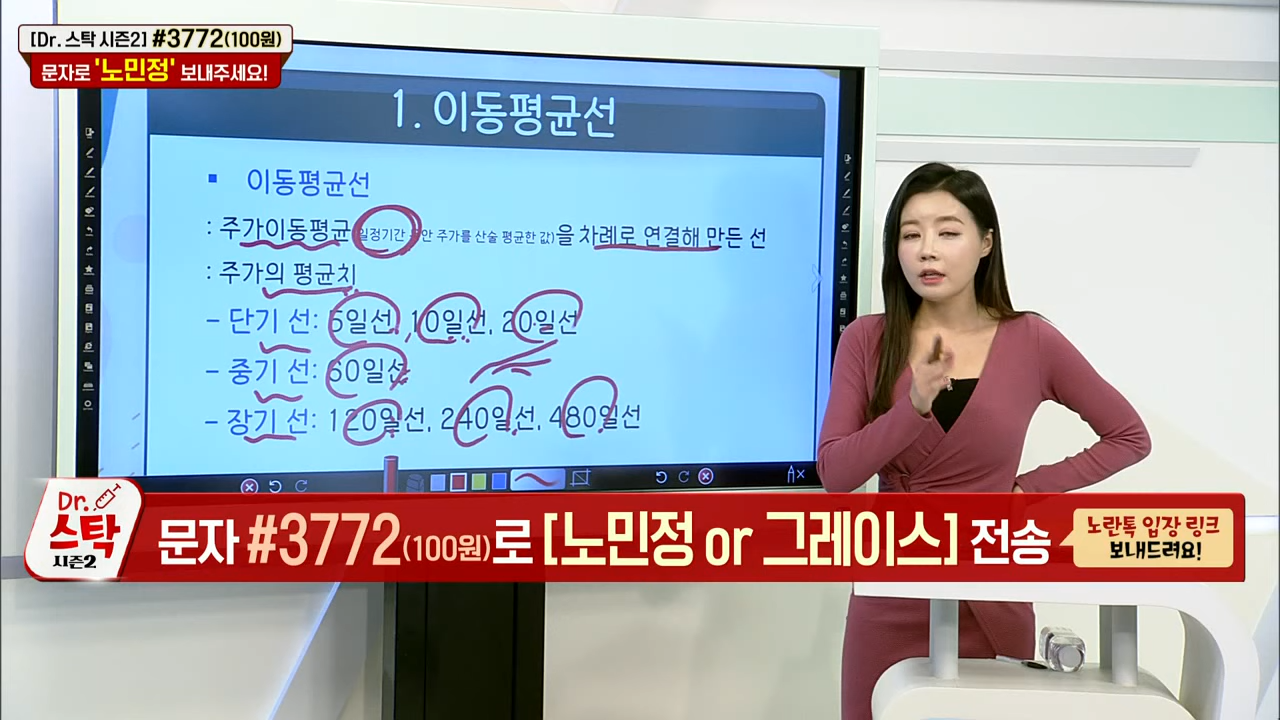 [Dr. 스탁 시즌2] #3772(100원)
문자로 '노민정' 보내주세요!
1. 이동평균선
▪ 이동평균선
: 주가이동평균(일정기간 동안 주가를 산술 평균한 값)을 차례로 연결해 만든 선
: 주가의 평균치
- 단기 선: 5일선, 10일선, 20일선
- 중기 선: 60일선
- 장기 선: 120일선, 240일선, 480일선
Dr.
스탁
시즌2
문자 #3772(100원)로 [노민정 or 그레이스] 전송
노란톡 입장 링크
보내드려요!